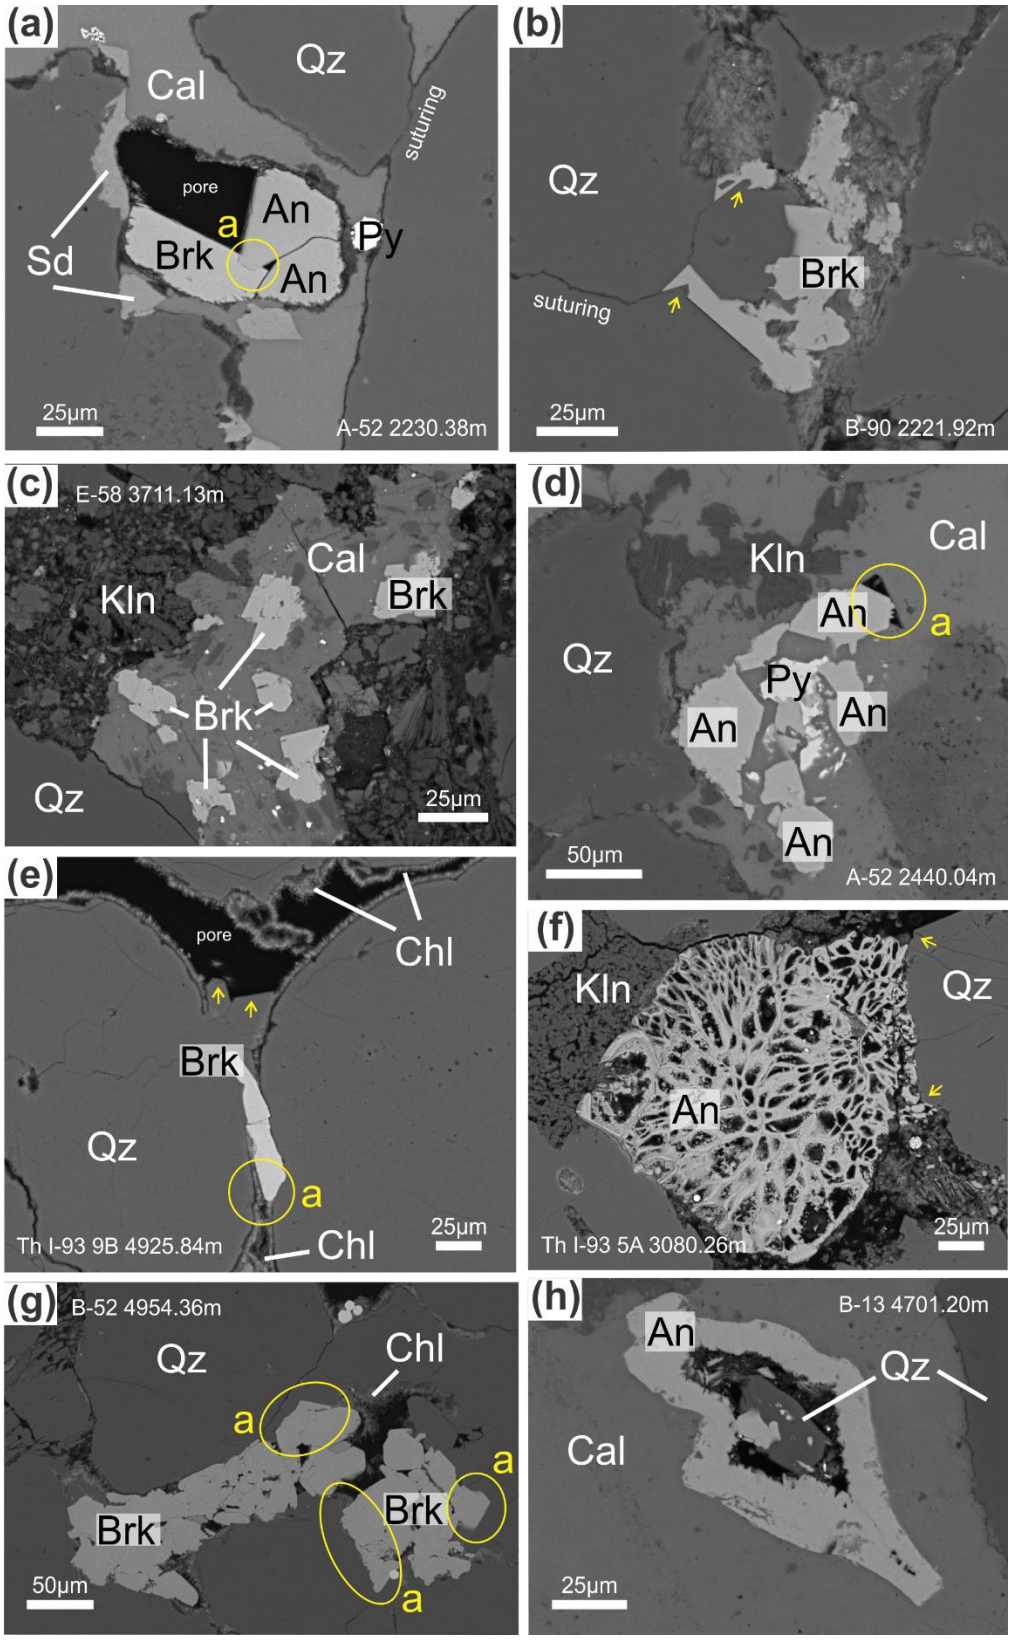 (a)
Qz
Cal
suturing
pore
An
a
Py
Brk
An
Sd
25µm
A-52 2230.38m
(b)
Qz
Brk
suturing
25µm
B-90 2221.92m
(c)
E-58 3711.13m
Cal
Kln
Brk
Brk
Qz
25µm
(d)
Cal
Kln
An
a
Qz
Py
An
An
An
50µm
A-52 2440.04m
(e)
pore
Chl
Brk
Qz
a
25µm
Th I-93 9B 4925.84m
Chl
(f)
Kln
Qz
An
25µm
Th I-93 5A 3080.26m
(g)
B-52 4954.36m
Qz
Chl
a
a
Brk
Brk
50µm
a
(h)
B-13 4701.20m
An
Qz
Cal
25µm